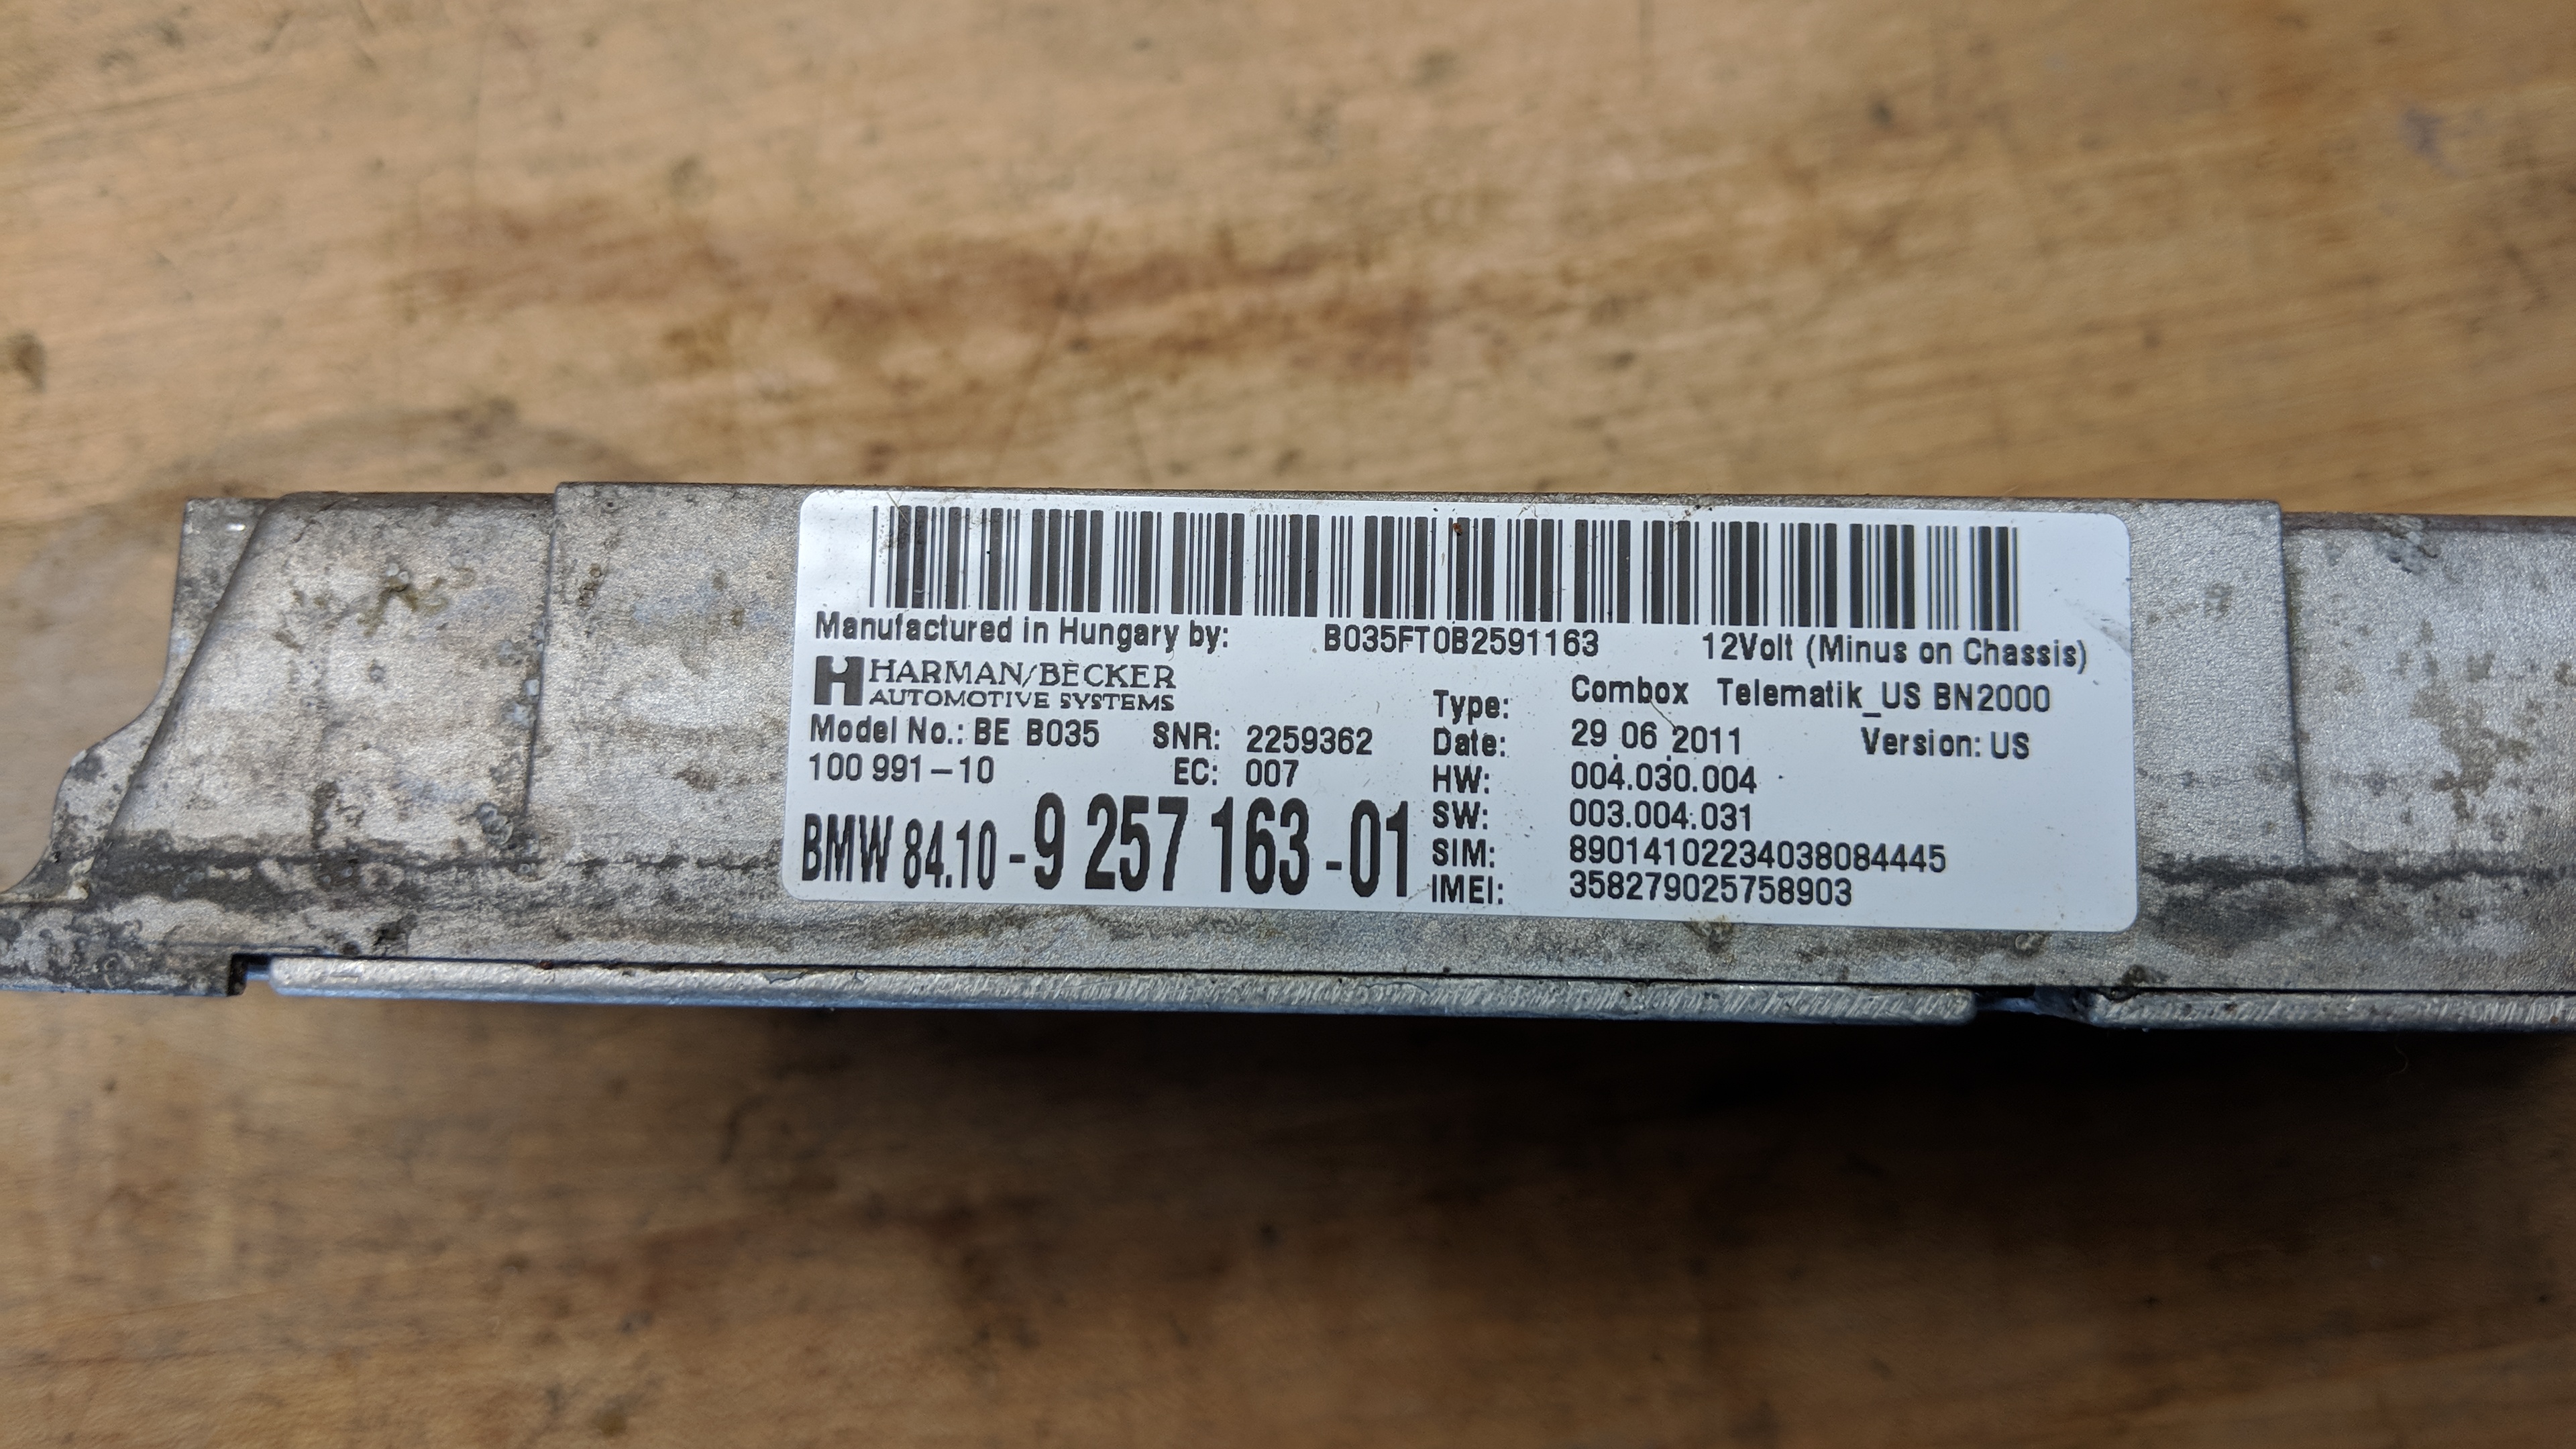 Manufactured in Hungary by: B035FT0B2591163 12Volt (Minus on Chassis)
HARMAN/BECKER
AUTOMOTIVE SYSTEMS
Type: Combox Telematik_US BN2000
Model No.: BE B035 SNR: 2259362
Date: 29.06.2011 Version: US
100 991-10 EC: 007
HW: 004.030.004
BMW 84.10-9 257 163-01
SW: 003.004.031
SIM: 89014102234038084445
IMEI: 358279025758903